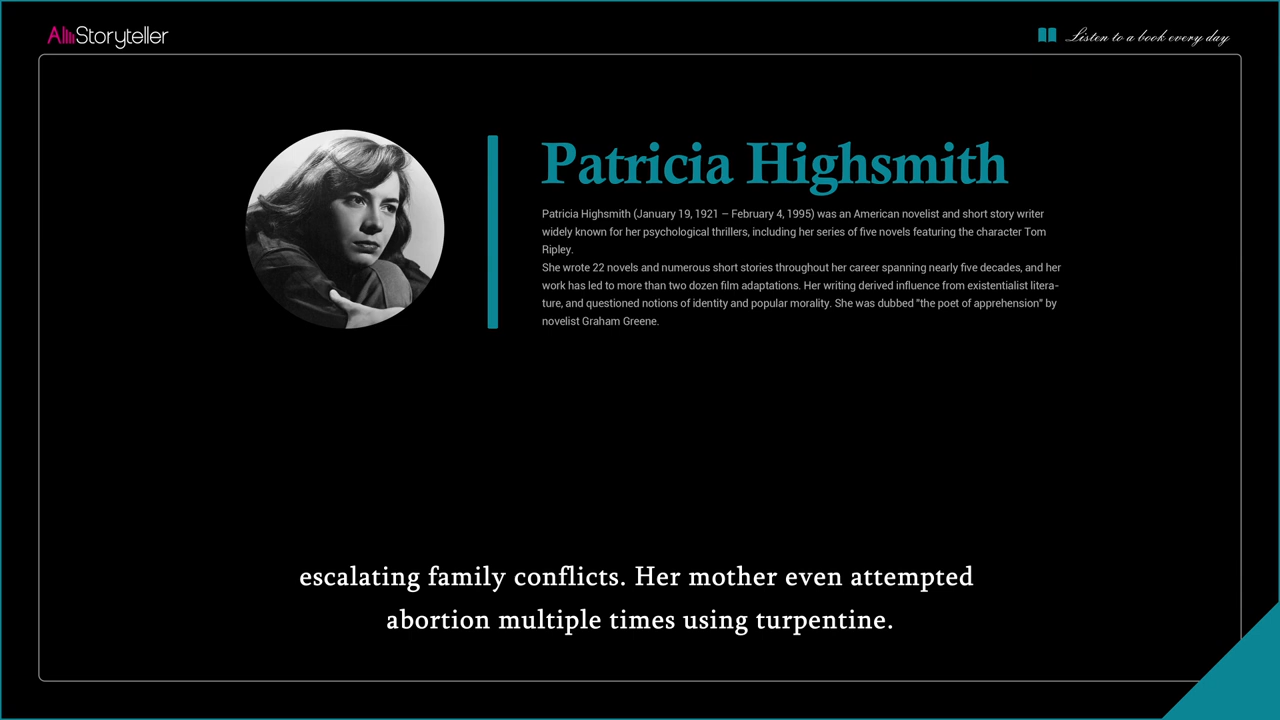 AllStoryteller
Listen to a book every day
Patricia Highsmith
Patricia Highsmith (January 19, 1921 – February 4, 1995) was an American novelist and short story writer
widely known for her psychological thrillers, including her series of five novels featuring the character Tom
Ripley.
She wrote 22 novels and numerous short stories throughout her career spanning nearly five decades, and her
work has led to more than two dozen film adaptations. Her writing derived influence from existentialist litera-
ture, and questioned notions of identity and popular morality. She was dubbed "the poet of apprehension" by
novelist Graham Greene.
escalating family conflicts. Her mother even attempted
abortion multiple times using turpentine.